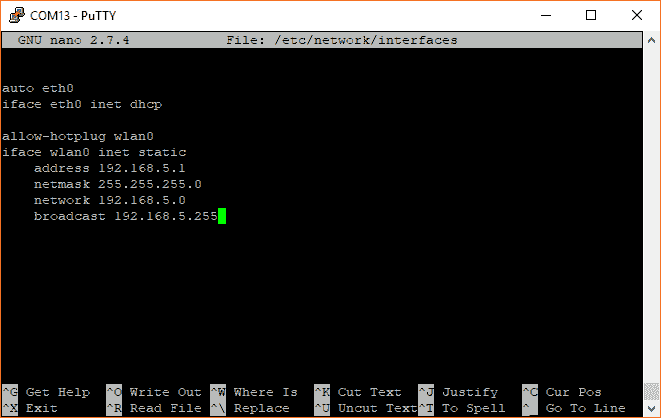 COM13 - PuTTY
GNU nano 2.7.4 File: /etc/network/interfaces
auto eth0
iface eth0 inet dhcp
allow-hotplug wlan0
iface wlan0 inet static
address 192.168.5.1
netmask 255.255.255.0
network 192.168.5.0
broadcast 192.168.5.255
^G Get Help ^O Write Out ^W Where Is ^K Cut Text ^J Justify ^C Cur Pos
^X Exit ^R Read File ^\ Replace ^U Uncut Text ^T To Spell ^_ Go To Line